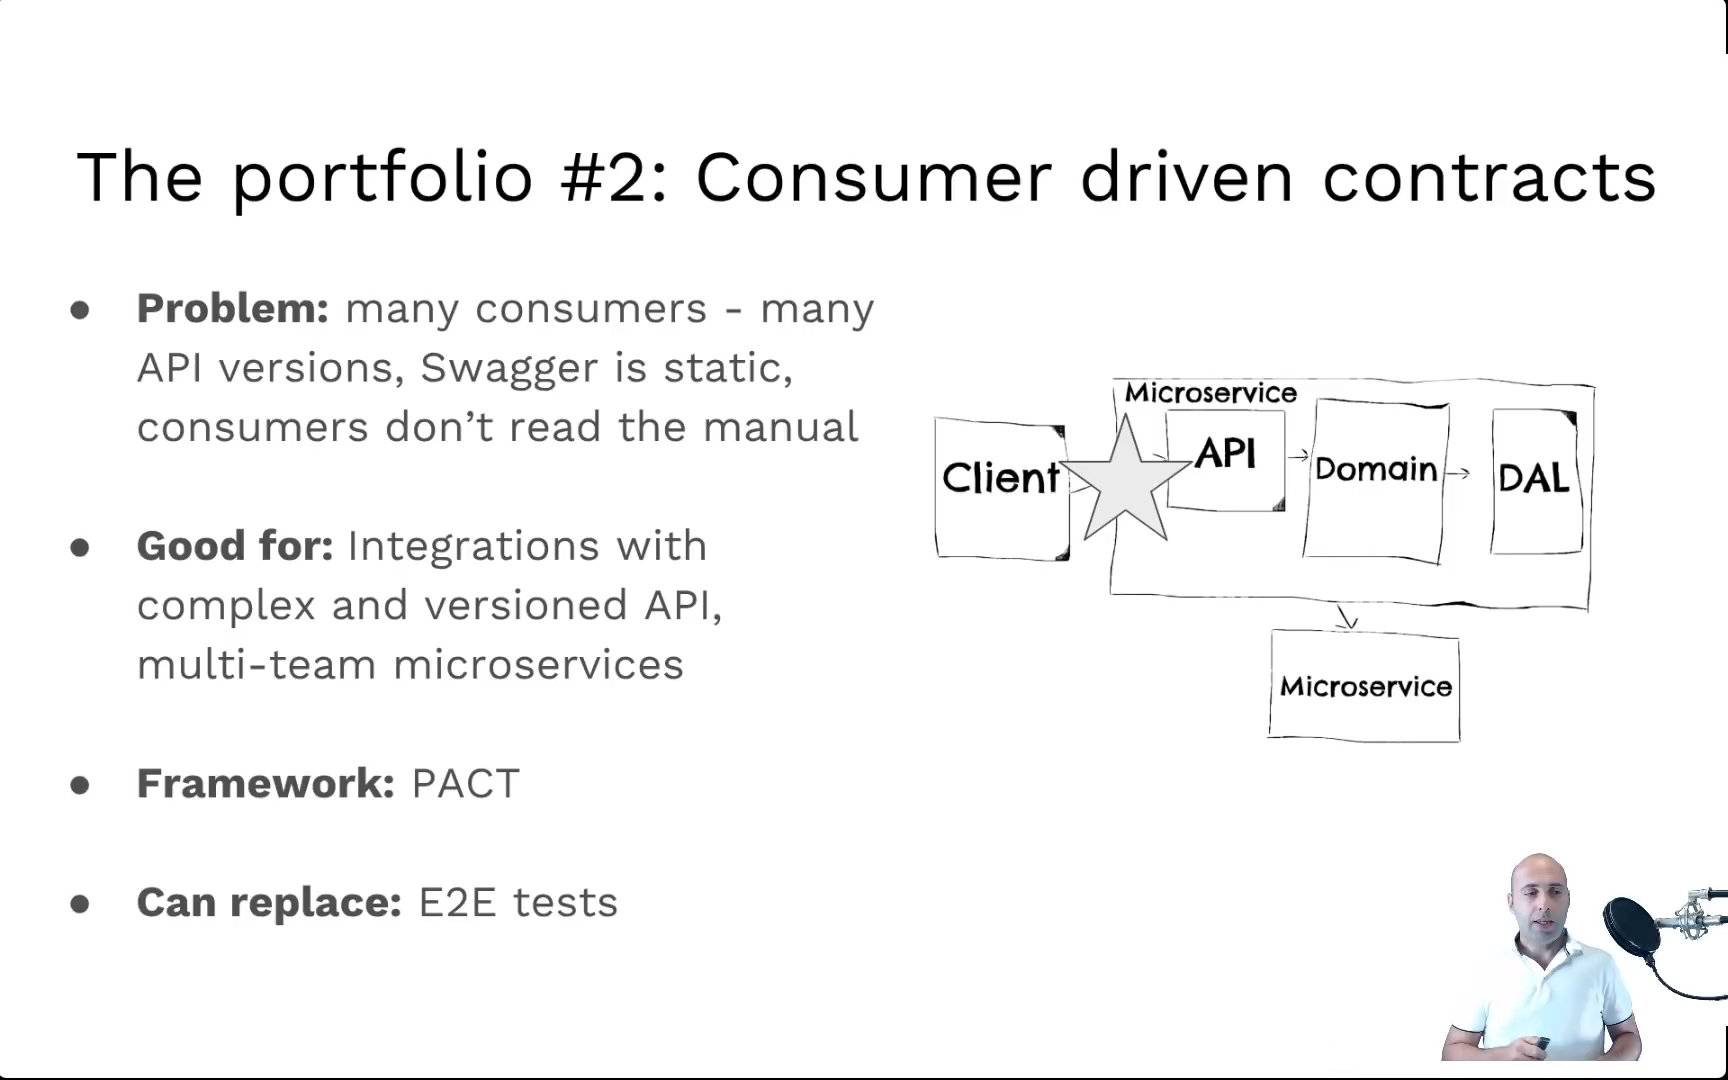 The portfolio #2: Consumer driven contracts
● Problem: many consumers - many
API versions, Swagger is static,
consumers don’t read the manual
● Good for: Integrations with
complex and versioned API,
multi-team microservices
● Framework: PACT
● Can replace: E2E tests
Microservice
Client
API
Domain
DAL
Microservice